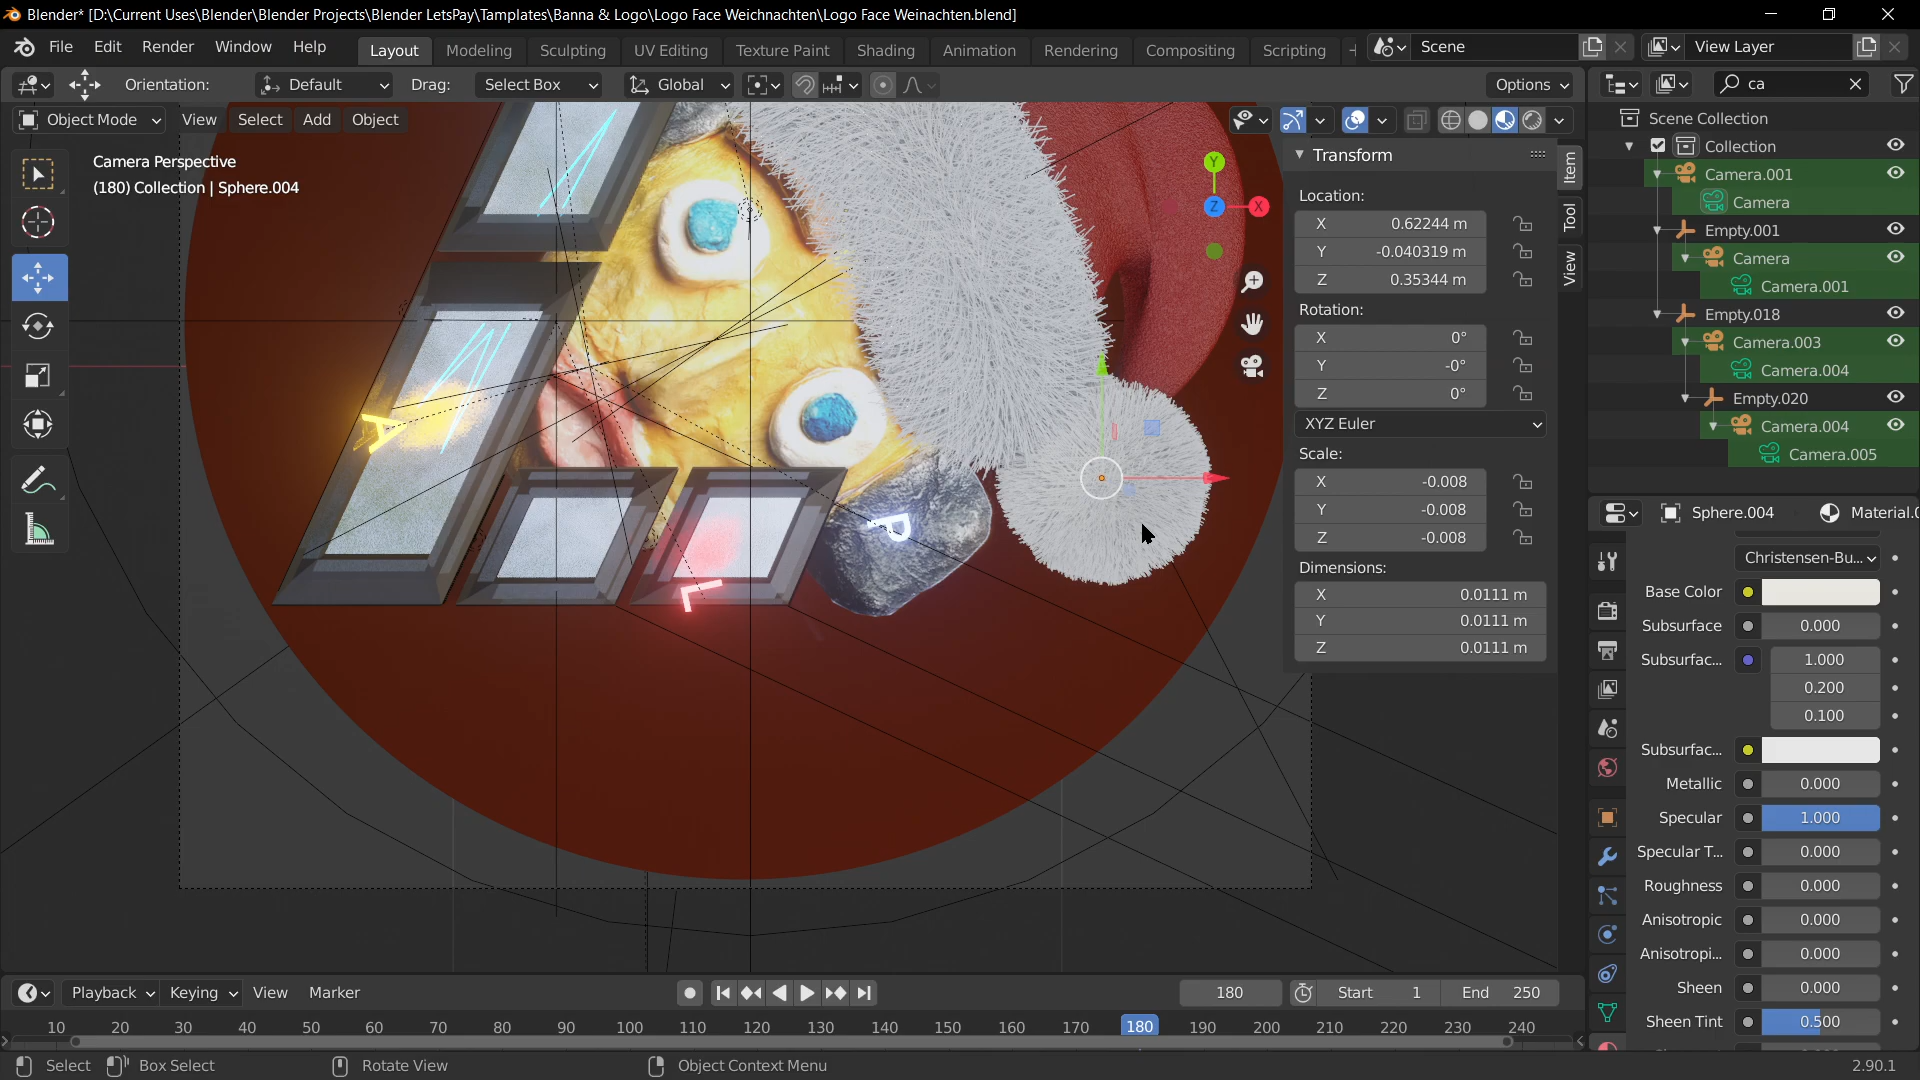 Blender* [D:\Current Uses\Blender\Blender Projects\Blender LetsPay\Tamplates\Banna & Logo\Logo Face Weichnachten\Logo Face Weinachten.blend]
File Edit Render Window Help Layout Modeling Sculpting UV Editing Texture Paint Shading Animation Rendering Compositing Scripting + Scene View Layer
Orientation: Default Drag: Select Box Global Options ca
Object Mode View Select Add Object
Scene Collection
Collection
Camera.001
Camera
Empty.001
Camera
Camera.001
Empty.018
Camera.003
Camera.004
Empty.020
Camera.004
Camera.005
Camera Perspective
(180) Collection | Sphere.004
Y
Z
X
A
L
P
Transform
Location:
X 0.62244 m
Y -0.040319 m
Z 0.35344 m
Rotation:
X 0°
Y -0°
Z 0°
XYZ Euler
Scale:
X -0.008
Y -0.008
Z -0.008
Dimensions:
X 0.0111 m
Y 0.0111 m
Z 0.0111 m
Item
Tool
View
Sphere.004 Material.0
Christensen-Bu...
Base Color
Subsurface 0.000
Subsurfac... 1.000
0.200
0.100
Subsurfac...
Metallic 0.000
Specular 1.000
Specular T... 0.000
Roughness 0.000
Anisotropic 0.000
Anisotropi... 0.000
Sheen 0.000
Sheen Tint 0.500
Playback Keying View Marker 180 Start 1 End 250
10 20 30 40 50 60 70 80 90 100 110 120 130 140 150 160 170 180 190 200 210 220 230 240
Select Box Select Rotate View Object Context Menu 2.90.1